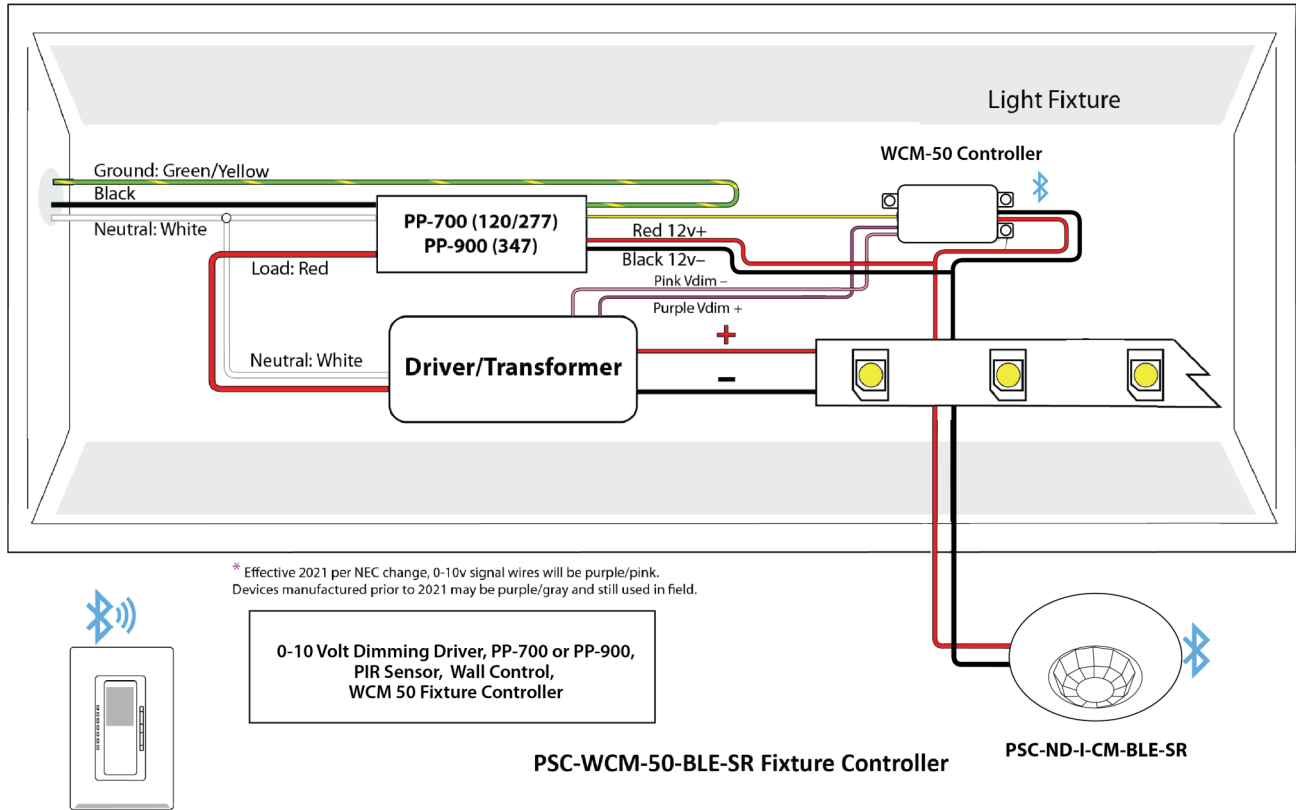 Light Fixture
WCM-50 Controller
Ground: Green/Yellow
Black
Neutral: White
PP-700 (120/277)
PP-900 (347)
Red 12v+
Black 12v–
Load: Red
Pink Vdim –
Purple Vdim +
+
–
Neutral: White
Driver/Transformer
* Effective 2021 per NEC change, 0-10v signal wires will be purple/pink.
Devices manufactured prior to 2021 may be purple/gray and still used in field.
0-10 Volt Dimming Driver, PP-700 or PP-900,
PIR Sensor, Wall Control,
WCM 50 Fixture Controller
PSC-ND-I-CM-BLE-SR
PSC-WCM-50-BLE-SR Fixture Controller